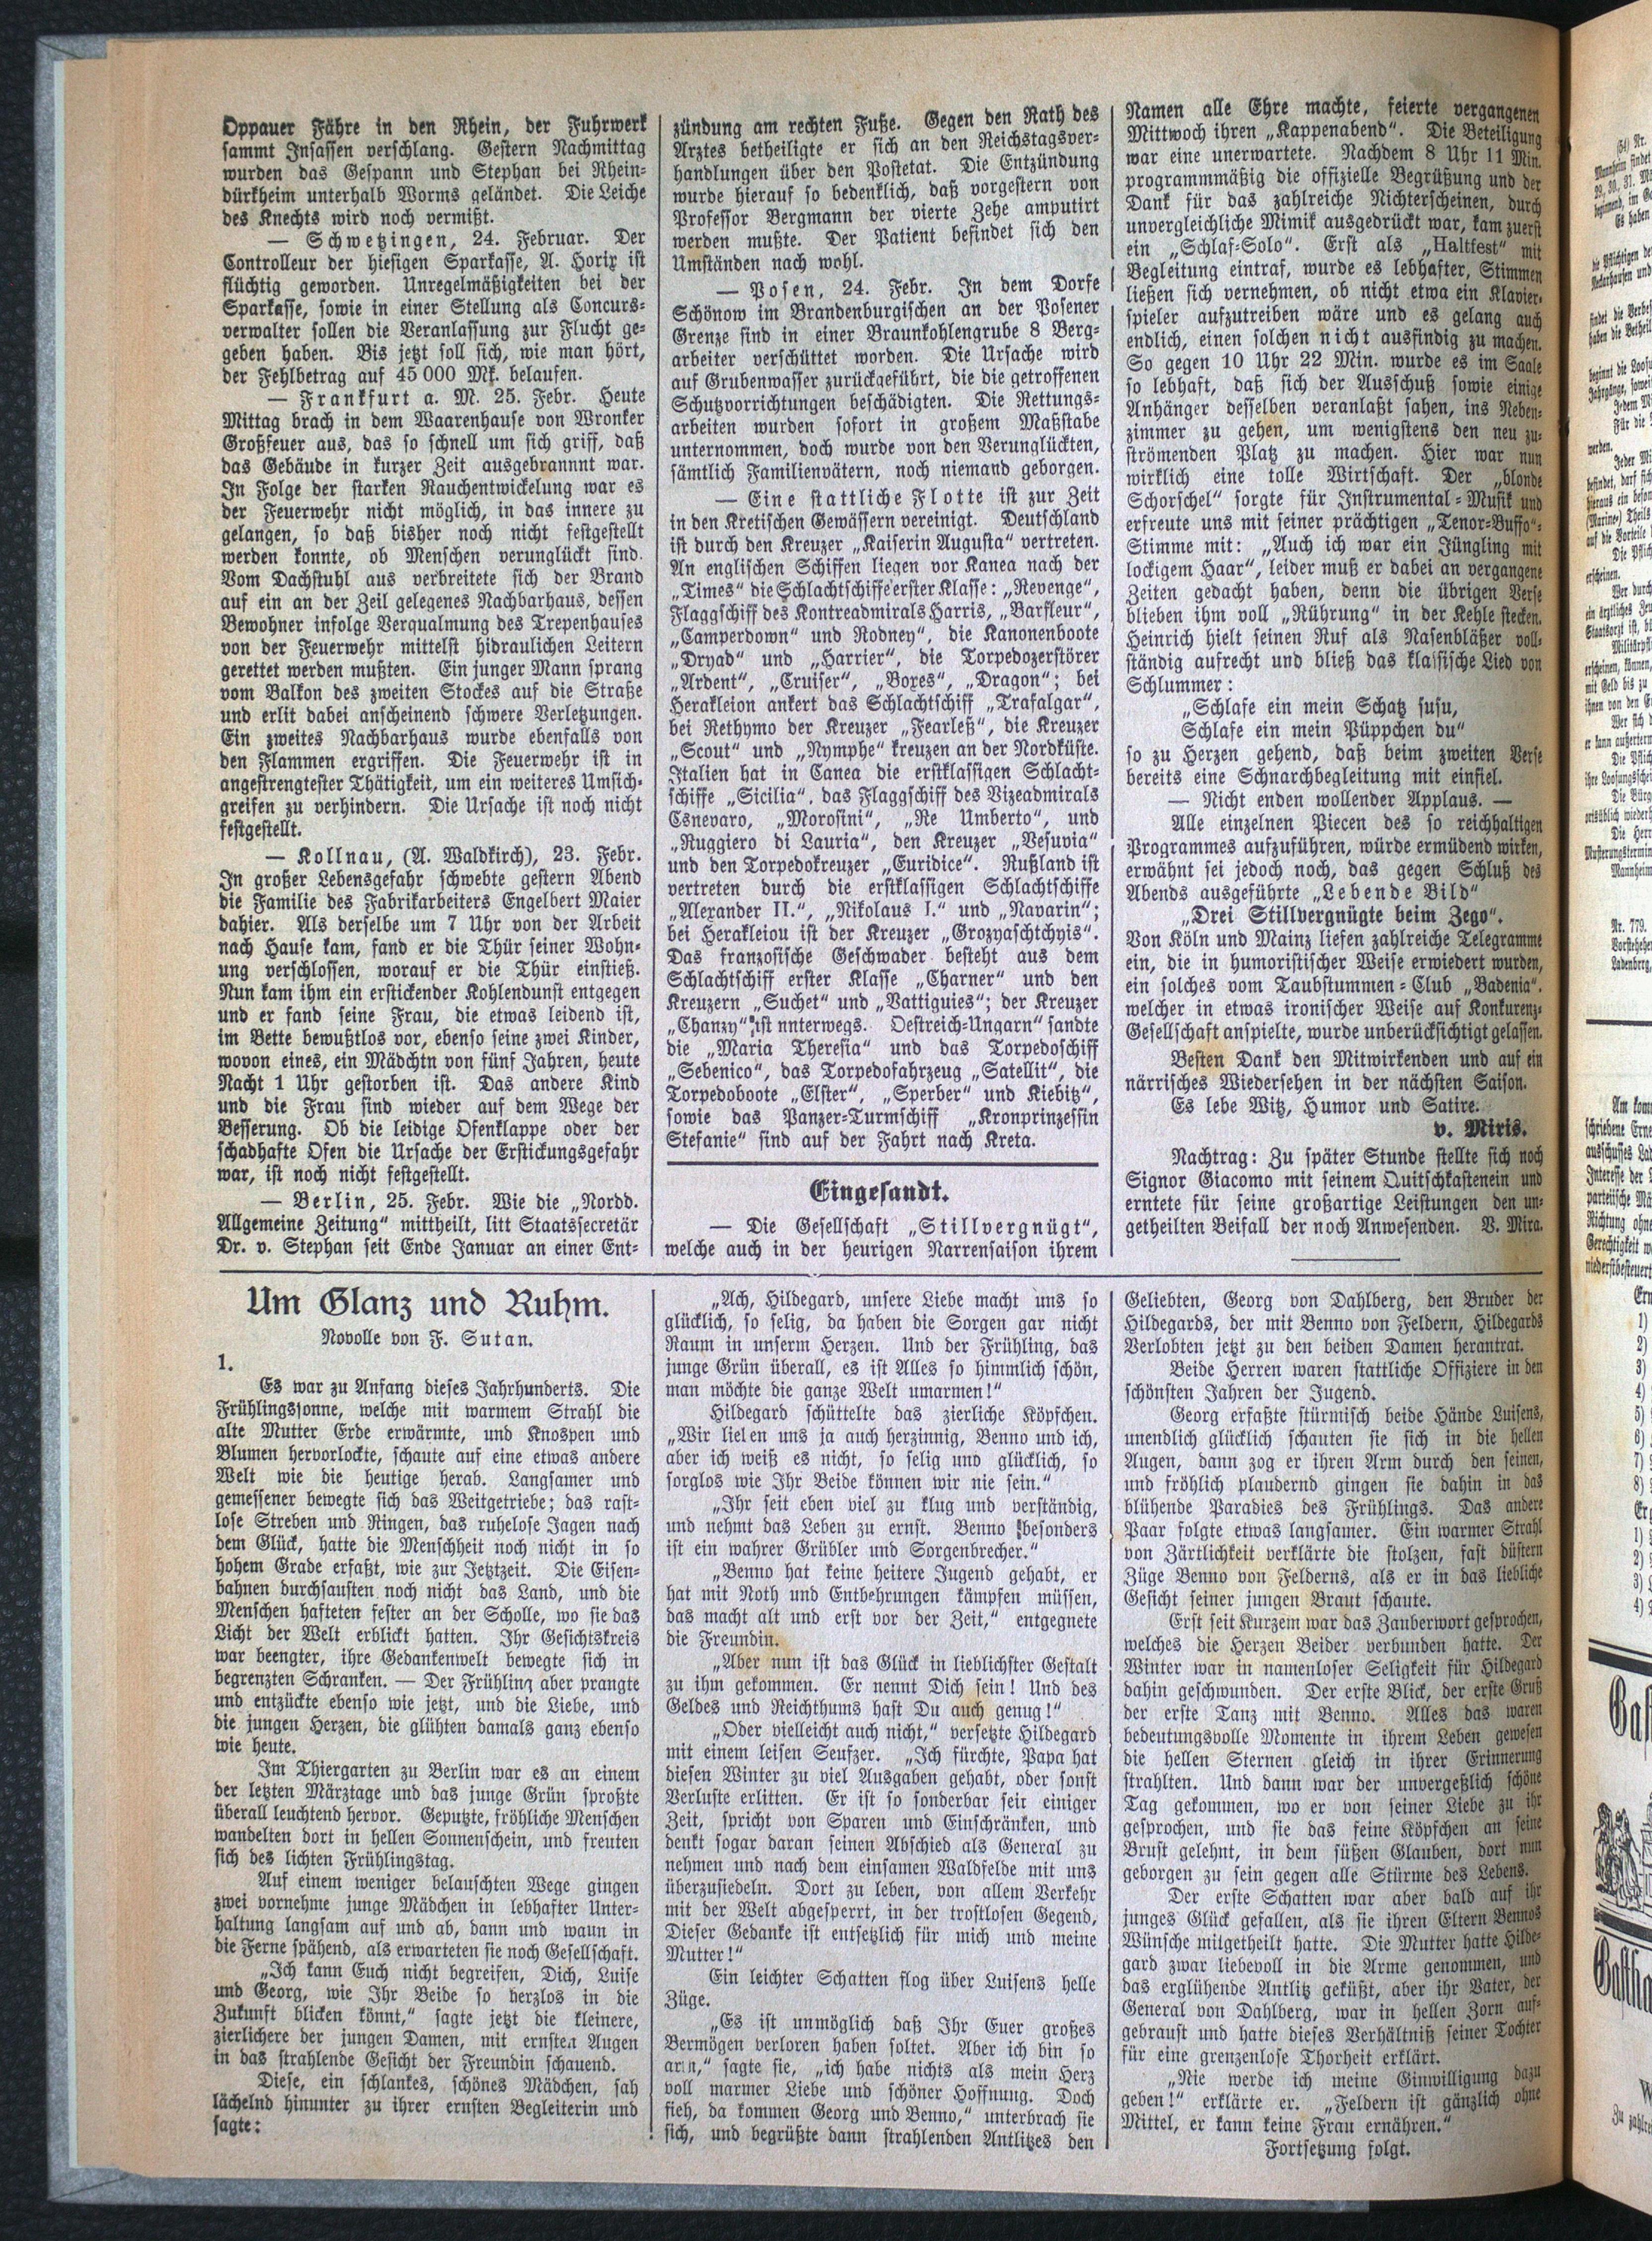 Oppauer Fähre in den Rhein, der Fuhrwerk
sammt Insassen verschlang. Gestern Nachmittag
wurden das Gespann und Stephan bei Rhein-
dürkheim unterhalb Worms geländet. Die Leiche
des Knechts wird noch vermißt.
— Schwetzingen, 24. Februar. Der
Controlleur der hiesigen Sparkasse, A. Horix ist
flüchtig geworden. Unregelmäßigkeiten bei der
Sparkasse, sowie in einer Stellung als Concurs-
verwalter sollen die Veranlassung zur Flucht ge-
geben haben. Bis jetzt soll sich, wie man hört,
der Fehlbetrag auf 45 000 Mk. belaufen.
— Frankfurt a. M. 25. Febr. Heute
Mittag brach in dem Waarenhause von Wronker
Großfeuer aus, das so schnell um sich griff, daß
das Gebäude in kurzer Zeit ausgebrannnt war.
In Folge der starken Rauchentwickelung war es
der Feuerwehr nicht möglich, in das innere zu
gelangen, so daß bisher noch nicht festgestellt
werden konnte, ob Menschen verunglückt sind.
Vom Dachstuhl aus verbreitete sich der Brand
auf ein an der Zeil gelegenes Nachbarhaus, dessen
Bewohner infolge Verqualmung des Trepenhauses
von der Feuerwehr mittelst hidraulichen Leitern
gerettet werden mußten. Ein junger Mann sprang
vom Balkon des zweiten Stockes auf die Straße
und erlit dabei anscheinend schwere Verletzungen.
Ein zweites Nachbarhaus wurde ebenfalls von
den Flammen ergriffen. Die Feuerwehr ist in
angestrengtester Thätigkeit, um ein weiteres Umsich-
greifen zu verhindern. Die Ursache ist noch nicht
festgestellt.
— Kollnau, (A. Waldkirch), 23. Febr.
In großer Lebensgefahr schwebte gestern Abend
die Familie des Fabrikarbeiters Engelbert Maier
dahier. Als derselbe um 7 Uhr von der Arbeit
nach Hause kam, fand er die Thür seiner Wohn-
ung verschlossen, worauf er die Thür einstieß.
Nun kam ihm ein erstickender Kohlendunst entgegen
und er fand seine Frau, die etwas leidend ist,
im Bette bewußtlos vor, ebenso seine zwei Kinder,
wovon eines, ein Mädchtn von fünf Jahren, heute
Nacht 1 Uhr gestorben ist. Das andere Kind
und die Frau sind wieder auf dem Wege der
Besserung. Ob die leidige Ofenklappe oder der
schadhafte Ofen die Ursache der Erstickungsgefahr
war, ist noch nicht festgestellt.
— Berlin, 25. Febr. Wie die „Nordd.
Allgemeine Zeitung“ mittheilt, litt Staatssecretär
Dr. v. Stephan seit Ende Januar an einer Ent-
zündung am rechten Fuße. Gegen den Rath des
Arztes betheiligte er sich an den Reichstagsver-
handlungen über den Postetat. Die Entzündung
wurde hierauf so bedenklich, daß vorgestern von
Professor Bergmann der vierte Zehe amputirt
werden mußte. Der Patient befindet sich den
Umständen nach wohl.
— Posen, 24. Febr. In dem Dorfe
Schönow im Brandenburgischen an der Posener
Grenze sind in einer Braunkohlengrube 8 Berg-
arbeiter verschüttet worden. Die Ursache wird
auf Grubenwasser zurückgeführt, die die getroffenen
Schutzvorrichtungen beschädigten. Die Rettungs-
arbeiten wurden sofort in großem Maßstabe
unternommen, doch wurde von den Verunglückten,
sämtlich Familienvätern, noch niemand geborgen.
— Eine stattliche Flotte ist zur Zeit
in den Kretischen Gewässern vereinigt. Deutschland
ist durch den Kreuzer „Kaiserin Augusta“ vertreten.
An englischen Schiffen liegen vor Kanea nach der
„Times“ die Schlachtschiffe erster Klasse: „Revenge“,
Flaggschiff des Kontreadmirals Harris, „Barfleur“,
„Camperdown“ und Rodney“, die Kanonenboote
„Dryad“ und „Harrier“, die Torpedozerstörer
„Ardent“, „Cruiser“, „Boxes“, „Dragon“; bei
Herakleion ankert das Schlachtschiff „Trafalgar“,
bei Rethymo der Kreuzer „Fearleß“, die Kreuzer
„Scout“ und „Nymphe“ kreuzen an der Nordküste.
Italien hat in Canea die erstklassigen Schlacht-
schiffe „Sicilia“, das Flaggschiff des Vizeadmirals
Csnevaro, „Morosini“, „Re Umberto“, und
„Ruggiero di Lauria“, den Kreuzer „Vesuvia“
und den Torpedokreuzer „Euridice“. Rußland ist
vertreten durch die erstklassigen Schlachtschiffe
„Alexander II.“, „Nikolaus I.“ und „Navarin“;
bei Herakleiou ist der Kreuzer „Grozyaschtchyis“.
Das französische Geschwader besteht aus dem
Schlachtschiff erster Klasse „Charner“ und den
Kreuzern „Suchet“ und „Vattiguies“; der Kreuzer
„Chanzy“ ist nnterwegs. Oestreich-Ungarn“ sandte
die „Maria Theresia“ und das Torpedoschiff
„Sebenico“, das Torpedofahrzeug „Satellit“, die
Torpedoboote „Elster“, „Sperber“ und Kiebitz“,
sowie das Panzer-Turmschiff „Kronprinzessin
Stefanie“ sind auf der Fahrt nach Kreta.
Eingesandt.
— Die Gesellschaft „Stillvergnügt“,
welche auch in der heurigen Narrensaison ihrem
Namen alle Ehre machte, feierte vergangenen
Mittwoch ihren „Kappenabend“. Die Beteiligung
war eine unerwartete. Nachdem 8 Uhr 11 Min.
programmmäßig die offizielle Begrüßung und der
Dank für das zahlreiche Nichterscheinen, durch
unvergleichliche Mimik ausgedrückt war, kam zuerst
ein „Schlaf-Solo“. Erst als „Haltfest“ mit
Begleitung eintraf, wurde es lebhafter, Stimmen
ließen sich vernehmen, ob nicht etwa ein Klavier-
spieler aufzutreiben wäre und es gelang auch
endlich, einen solchen nicht ausfindig zu machen.
So gegen 10 Uhr 22 Min. wurde es im Saale
so lebhaft, daß sich der Ausschuß sowie einige
Anhänger desselben veranlaßt sahen, ins Neben-
zimmer zu gehen, um wenigstens den neu zu-
strömenden Platz zu machen. Hier war nun
wirklich eine tolle Wirtschaft. Der „blonde
Schorschel“ sorgte für Instrumental-Musik und
erfreute uns mit seiner prächtigen „Tenor-Buffo“-
Stimme mit: „Auch ich war ein Jüngling mit
lockigem Haar“, leider muß er dabei an vergangene
Zeiten gedacht haben, denn die übrigen Verse
blieben ihm voll „Rührung“ in der Kehle stecken.
Heinrich hielt seinen Ruf als Nasenbläßer voll-
ständig aufrecht und bließ das klassische Lied von
Schlummer:
„Schlafe ein mein Schatz susu,
Schlafe ein mein Püppchen du“
so zu Herzen gehend, daß beim zweiten Verse
bereits eine Schnarchbegleitung mit einfiel.
— Nicht enden wollender Applaus. —
Alle einzelnen Piecen des so reichhaltigen
Programmes aufzuführen, würde ermüdend wirken,
erwähnt sei jedoch noch, das gegen Schluß des
Abends ausgeführte „Lebende Bild“
„Drei Stillvergnügte beim Zego“.
Von Köln und Mainz liefen zahlreiche Telegramme
ein, die in humoristischer Weise erwiedert wurden,
ein solches vom Taubstummen-Club „Badenia“.
welcher in etwas ironischer Weise auf Konkurenz-
Gesellschaft anspielte, wurde unberücksichtigt gelassen.
Besten Dank den Mitwirkenden und auf ein
närrisches Wiedersehen in der nächsten Saison.
Es lebe Witz, Humor und Satire.
v. Miris.
Nachtrag: Zu später Stunde stellte sich noch
Signor Giacomo mit seinem Quitschkastenein und
erntete für seine großartige Leistungen den un-
getheilten Beifall der noch Anwesenden. V. Mira.
Um Glanz und Ruhm.
Novolle von F. Sutan.
1.
Es war zu Anfang dieses Jahrhunderts. Die
Frühlingssonne, welche mit warmem Strahl die
alte Mutter Erde erwärmte, und Knospen und
Blumen hervorlockte, schaute auf eine etwas andere
Welt wie die heutige herab. Langsamer und
gemessener bewegte sich das Weitgetriebe; das rast-
lose Streben und Ringen, das ruhelose Jagen nach
dem Glück, hatte die Menschheit noch nicht in so
hohem Grade erfaßt, wie zur Jetztzeit. Die Eisen-
bahnen durchsausten noch nicht das Land, und die
Menschen hafteten fester an der Scholle, wo sie das
Licht der Welt erblickt hatten. Ihr Gesichtskreis
war beengter, ihre Gedankenwelt bewegte sich in
begrenzten Schranken. — Der Frühling aber prangte
und entzückte ebenso wie jetzt, und die Liebe, und
die jungen Herzen, die glühten damals ganz ebenso
wie heute.
Im Thiergarten zu Berlin war es an einem
der letzten Märztage und das junge Grün sproßte
überall leuchtend hervor. Geputzte, fröhliche Menschen
wandelten dort in hellen Sonnenschein, und freuten
sich des lichten Frühlingstag.
Auf einem weniger belauschten Wege gingen
zwei vornehme junge Mädchen in lebhafter Unter-
haltung langsam auf und ab, dann und waun in
die Ferne spähend, als erwarteten sie noch Gesellschaft.
„Ich kann Euch nicht begreifen, Dich, Luise
und Georg, wie Ihr Beide so herzlos in die
Zukunft blicken könnt,“ sagte jetzt die kleinere,
zierlichere der jungen Damen, mit ernsten Augen
in das strahlende Gesicht der Freundin schauend.
Diese, ein schlankes, schönes Mädchen, sah
lächelnd hinunter zu ihrer ernsten Begleiterin und
sagte:
„Ach, Hildegard, unsere Liebe macht uns so
glücklich, so selig, da haben die Sorgen gar nicht
Raum in unserm Herzen. Und der Frühling, das
junge Grün überall, es ist Alles so himmlich schön,
man möchte die ganze Welt umarmen!“
Hildegard schüttelte das zierliche Köpfchen.
„Wir lieben uns ja auch herzinnig, Benno und ich,
aber ich weiß es nicht, so selig und glücklich, so
sorglos wie Ihr Beide können wir nie sein.“
„Ihr seit eben viel zu klug und verständig,
und nehmt das Leben zu ernst. Benno besonders
ist ein wahrer Grübler und Sorgenbrecher.“
„Benno hat keine heitere Jugend gehabt, er
hat mit Noth und Entbehrungen kämpfen müssen,
das macht alt und erst vor der Zeit,“ entgegnete
die Freundin.
„Aber nun ist das Glück in lieblichster Gestalt
zu ihm gekommen. Er nennt Dich sein! Und des
Geldes und Reichthums hast Du auch genug!“
„Oder vielleicht auch nicht,“ versetzte Hildegard
mit einem leisen Seufzer. „Ich fürchte, Papa hat
diesen Winter zu viel Ausgaben gehabt, oder sonst
Verluste erlitten. Er ist so sonderbar seit einiger
Zeit, spricht von Sparen und Einschränken, und
denkt sogar daran seinen Abschied als General zu
nehmen und nach dem einsamen Waldfelde mit uns
überzusiedeln. Dort zu leben, von allem Verkehr
mit der Welt abgesperrt, in der trostlosen Gegend,
Dieser Gedanke ist entsetzlich für mich und meine
Mutter!“
Ein leichter Schatten flog über Luisens helle
Züge.
„Es ist unmöglich daß Ihr Euer großes
Bermögen verloren haben soltet. Aber ich bin so
arm,“ sagte sie, „ich habe nichts als mein Herz
voll marmer Liebe und schöner Hoffnung. Doch
sieh, da kommen Georg und Benno,“ unterbrach sie
sich, und begrüßte dann strahlenden Antlitzes den
Geliebten, Georg von Dahlberg, den Bruder der
Hildegards, der mit Benno von Feldern, Hildegards
Verlobten jetzt zu den beiden Damen herantrat.
Beide Herren waren stattliche Offiziere in den
schönsten Jahren der Jugend.
Georg erfaßte stürmisch beide Hände Luisens,
unendlich glücklich schauten sie sich in die hellen
Augen, dann zog er ihren Arm durch den seinen,
und fröhlich plaudernd gingen sie dahin in das
blühende Paradies des Frühlings. Das andere
Paar folgte etwas langsamer. Ein warmer Strahl
von Zärtlichkeit verklärte die stolzen, fast düstern
Züge Benno von Felderns, als er in das liebliche
Gesicht seiner jungen Braut schaute.
Erst seit Kurzem war das Zauberwort gesprochen,
welches die Herzen Beider verbunden hatte. Der
Winter war in namenloser Seligkeit für Hildegard
dahin geschwunden. Der erste Blick, der erste Gruß
der erste Tanz mit Benno. Alles das waren
bedeutungsvolle Momente in ihrem Leben gewesen
die hellen Sternen gleich in ihrer Erinnerung
strahlten. Und dann war der unvergeßlich schöne
Tag gekommen, wo er von seiner Liebe zu ihr
gesprochen, und sie das feine Köpfchen an seine
Brust gelehnt, in dem süßen Glauben, dort nun
geborgen zu sein gegen alle Stürme des Lebens.
Der erste Schatten war aber bald auf ihr
junges Glück gefallen, als sie ihren Eltern Bennos
Wünsche mitgetheilt hatte. Die Mutter hatte Hilde-
gard zwar liebevoll in die Arme genommen, und
das erglühende Antlitz geküßt, aber ihr Vater, der
General von Dahlberg, war in hellen Zorn auf-
gebraust und hatte dieses Verhältniß seiner Tochter
für eine grenzenlose Thorheit erklärt.
„Nie werde ich meine Einwilligung dazu
geben!“ erklärte er. „Feldern ist gänzlich ohne
Mittel, er kann keine Frau ernähren.“
Fortsetzung folgt.